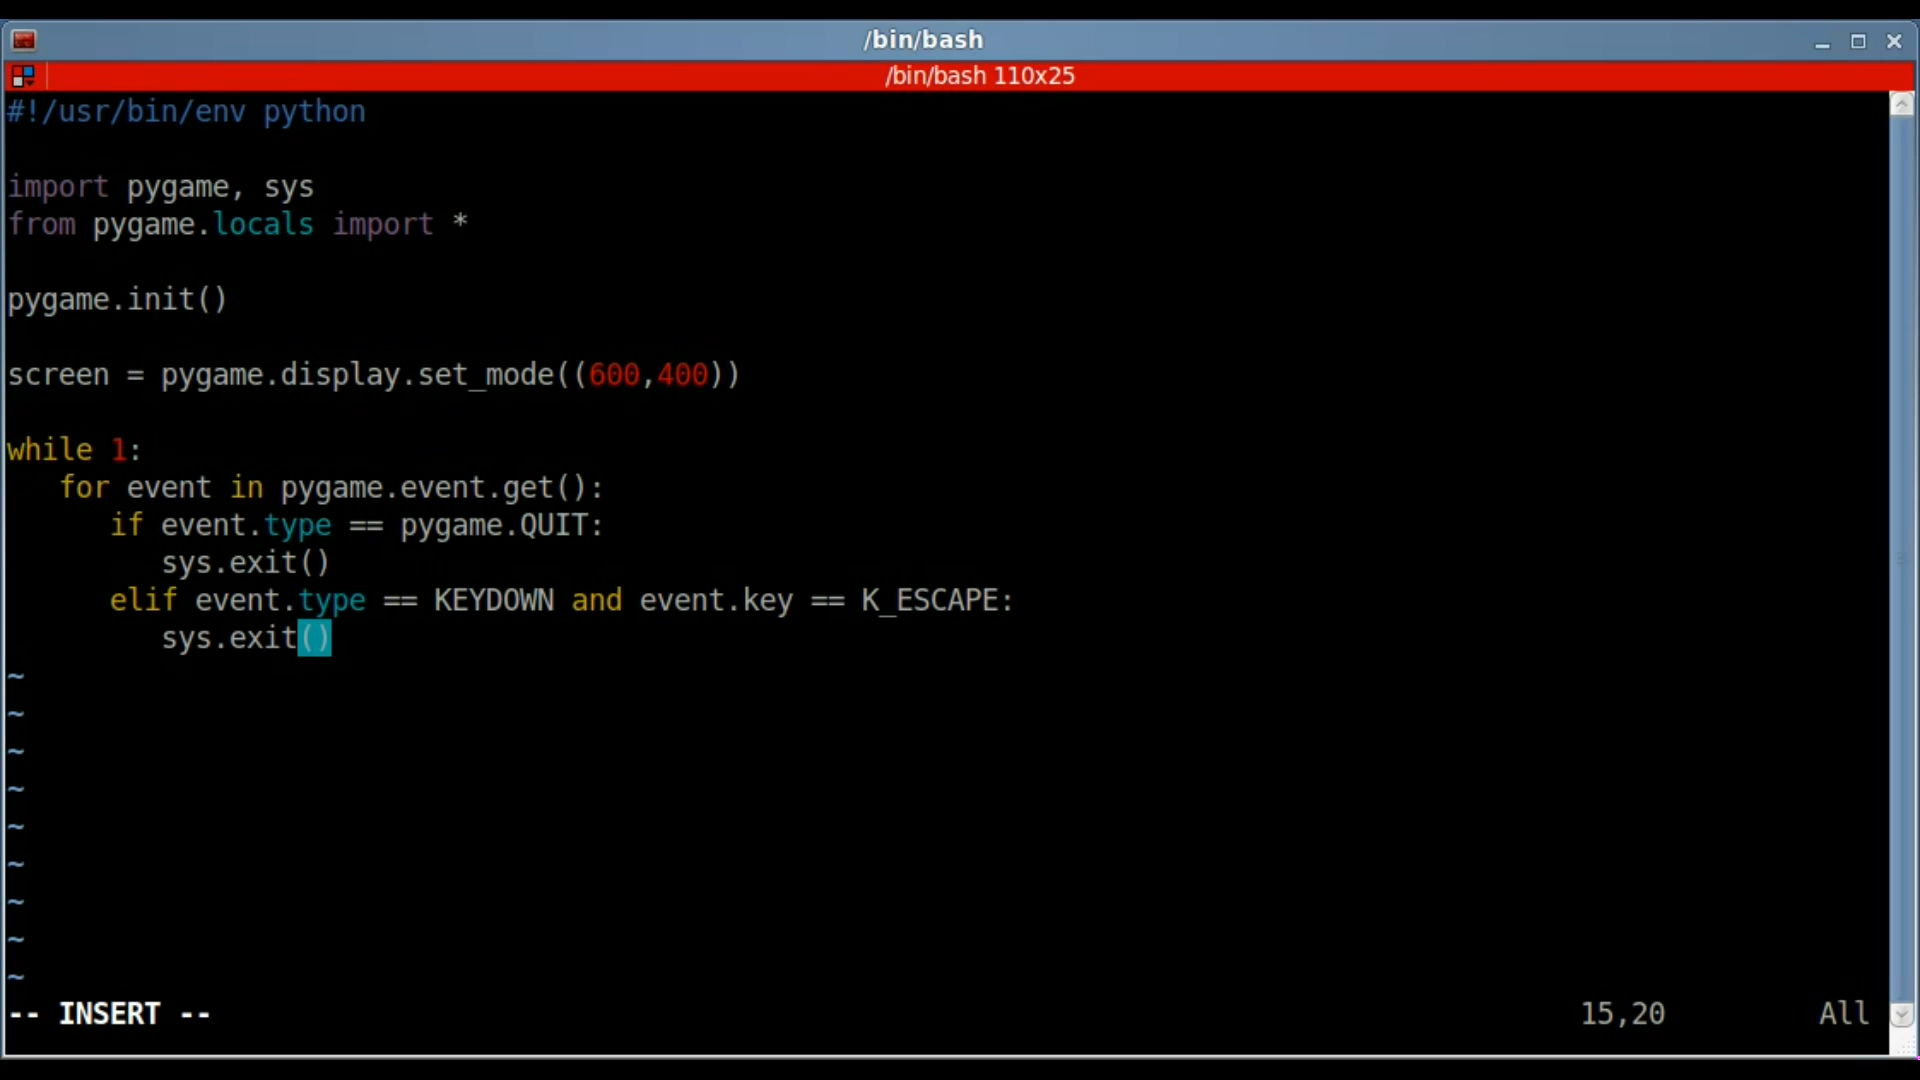 /bin/bash
/bin/bash 110x25
#!/usr/bin/env python
import pygame, sys
from pygame.locals import *
pygame.init()
screen = pygame.display.set_mode((600,400))
while 1:
   for event in pygame.event.get():
      if event.type == pygame.QUIT:
         sys.exit()
      elif event.type == KEYDOWN and event.key == K_ESCAPE:
         sys.exit()
~
~
~
~
~
~
~
~
~
-- INSERT -- 15,20 All